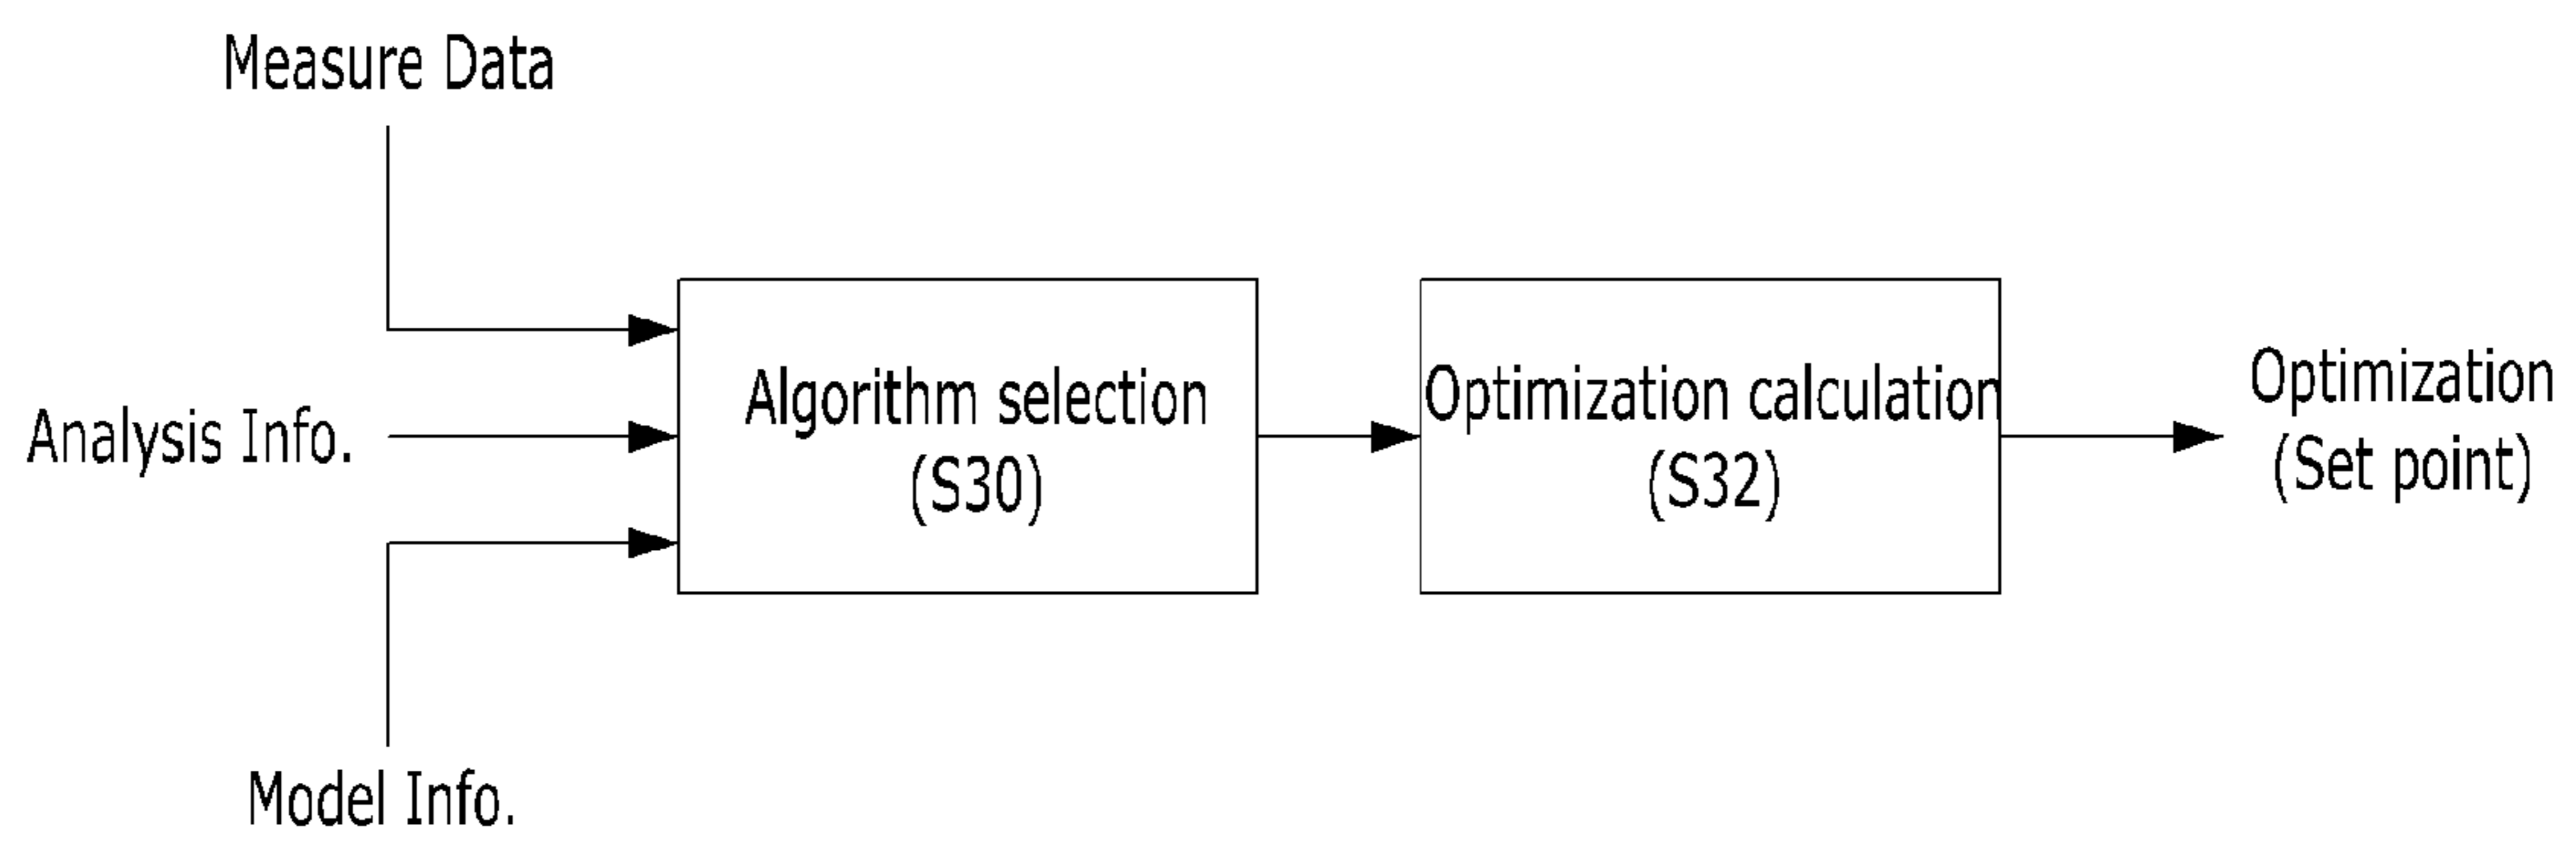 Measure Data
Analysis Info.
Model Info.
Algorithm selection
(S30)
Optimization calculation
(S32)
Optimization
(Set point)